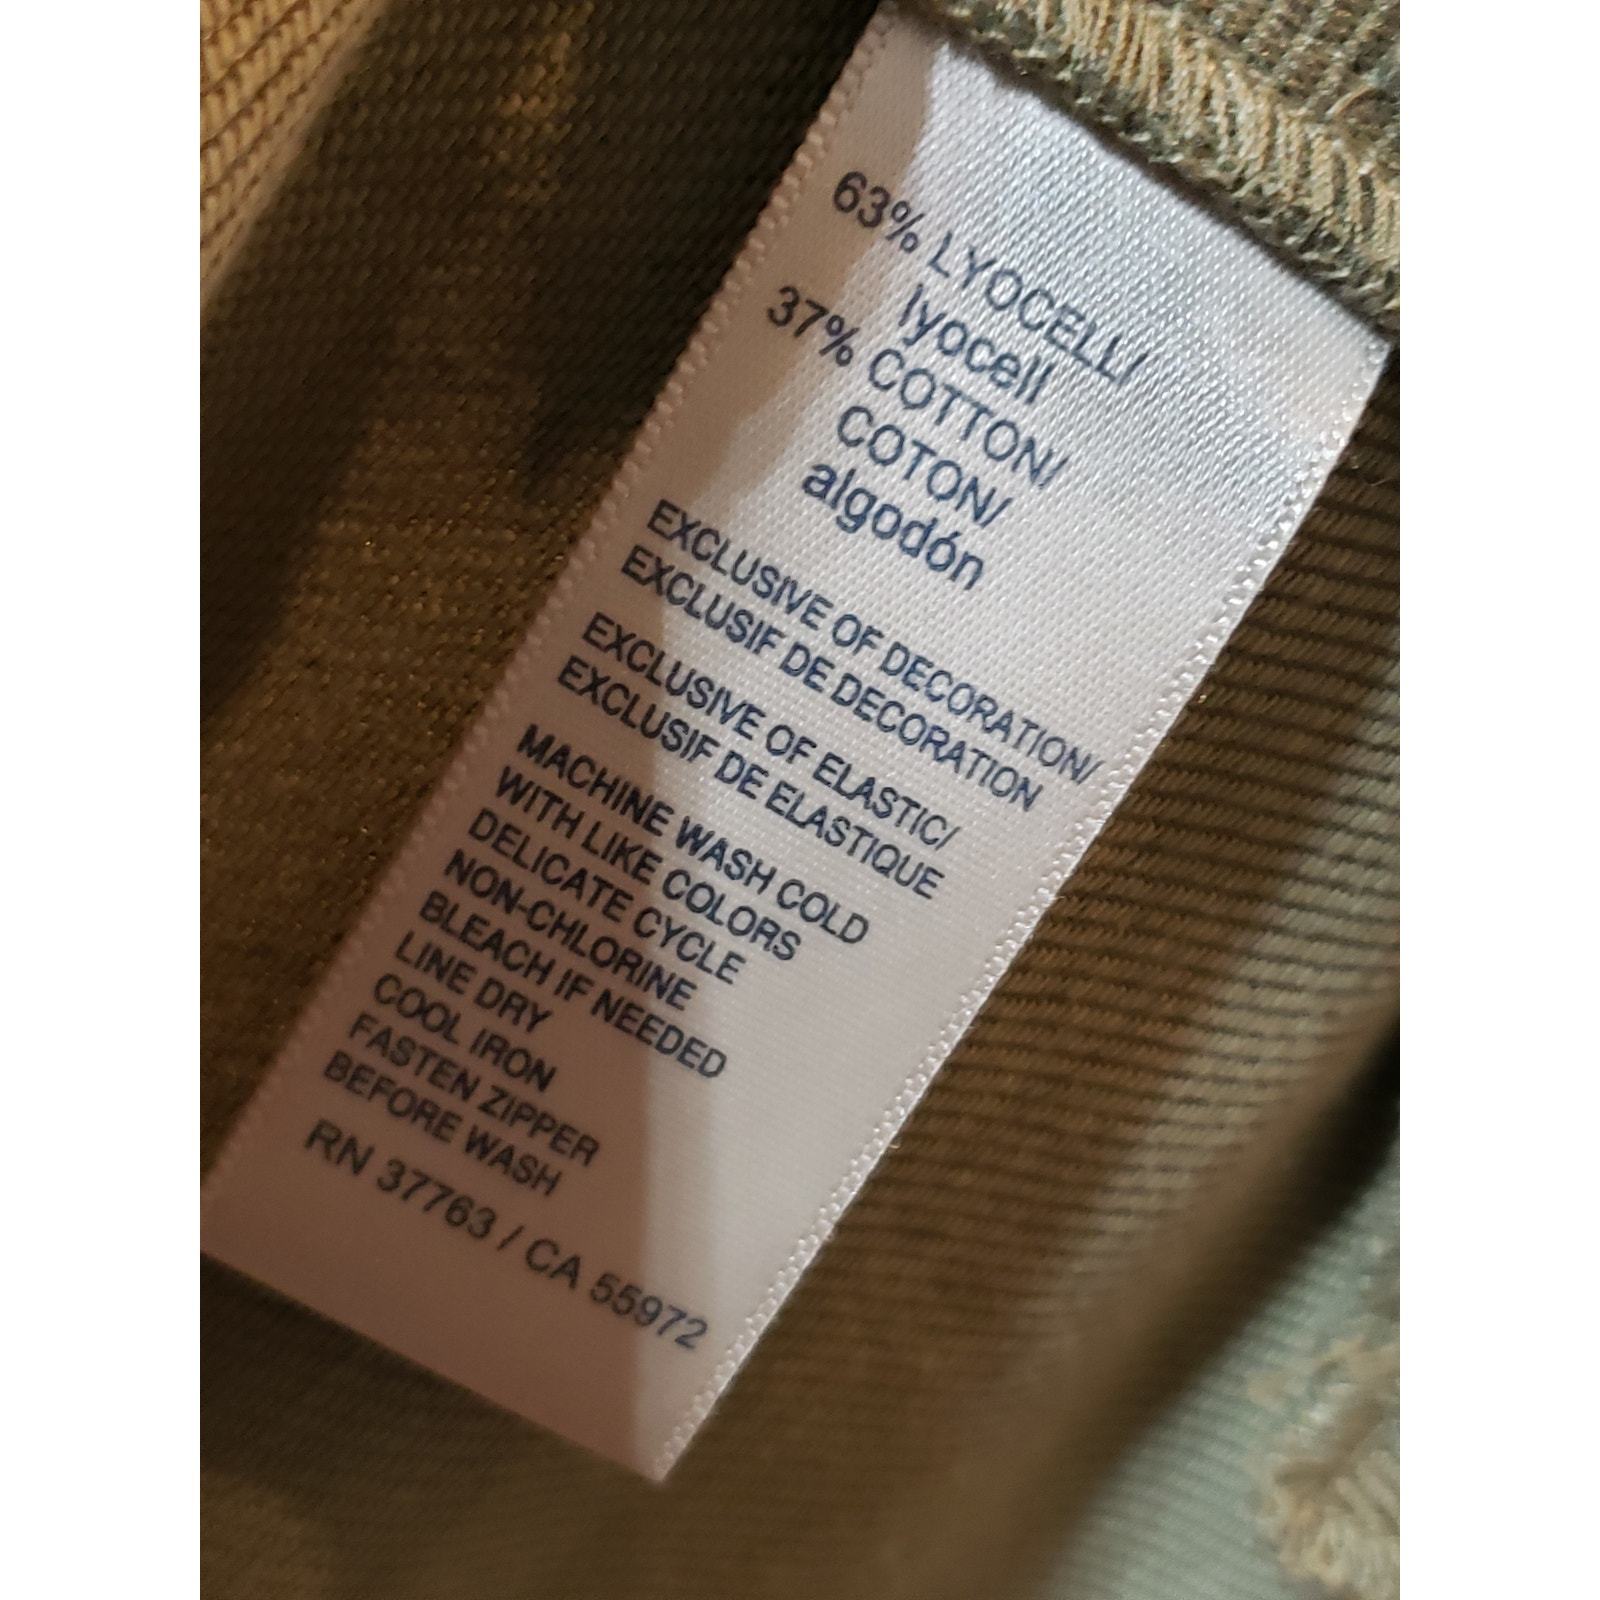 63% LYOCELL/
lyocell
37% COTTON/
COTON/
algodón
EXCLUSIVE OF DECORATION/
EXCLUSIF DE DECORATION
EXCLUSIVE OF ELASTIC/
EXCLUSIF DE ELASTIQUE
MACHINE WASH COLD
WITH LIKE COLORS
DELICATE CYCLE
NON-CHLORINE
BLEACH IF NEEDED
LINE DRY
COOL IRON
FASTEN ZIPPER
BEFORE WASH
RN 37763 / CA 55972